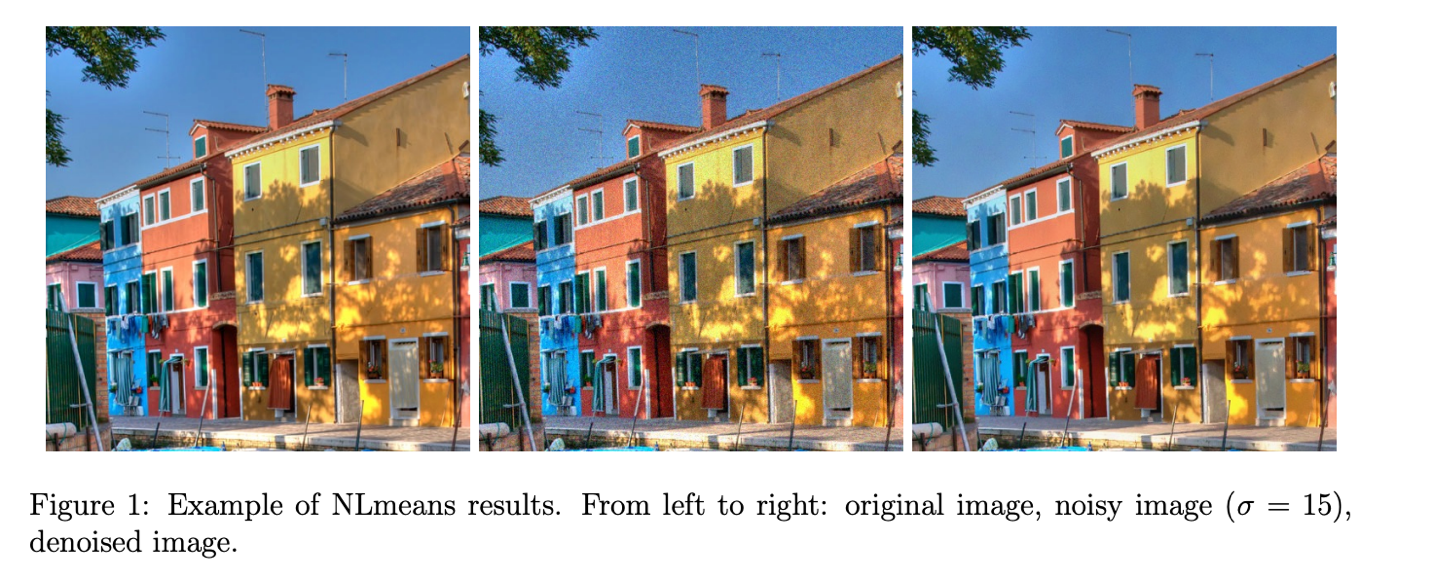 Figure 1: Example of NLmeans results. From left to right: original image, noisy image (σ = 15),
denoised image.